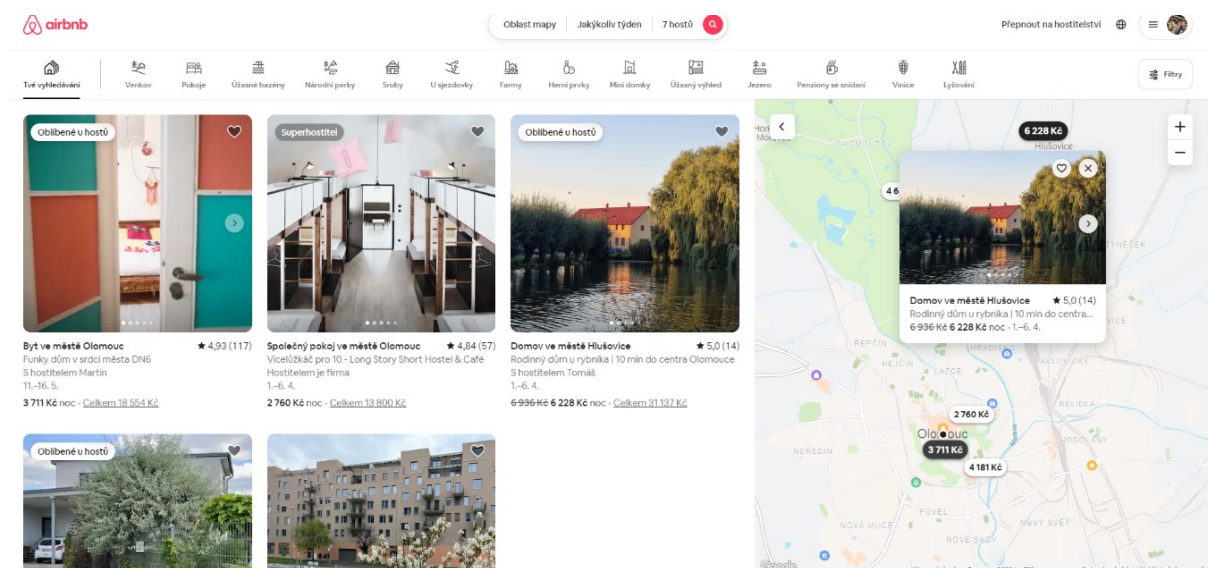 airbnb
Oblast mapy
Jakýkoliv týden
7 hostů
Přepnout na hostitelství
Tvé vyhledávání
Venkov
Pokoje
Úžasné bazény
Národní parky
Sruby
U sjezdovky
Farmy
Herní prvky
Mini domky
Úžasný výhled
Jezero
Penziony se snídaní
Vinice
Lyžování
Filtry
Oblíbené u hostů
Byt ve městě Olomouc ★ 4,93 (117)
Funky dům v srdci města DN6
S hostitelem Martin
11.–16. 5.
3 711 Kč noc · Celkem 18 554 Kč
Superhostitel
Společný pokoj ve městě Olomouc ★ 4,84 (57)
Vícelůžkáč pro 10 - Long Story Short Hostel & Café
Hostitelem je firma
1.–6. 4.
2 760 Kč noc · Celkem 13 800 Kč
Oblíbené u hostů
Domov ve městě Hlušovice ★ 5,0 (14)
Rodinný dům u rybníka | 10 min do centra Olomouce
S hostitelem Tomáš
1.–6. 4.
6 936 Kč 6 228 Kč noc · Celkem 31 137 Kč
Oblíbené u hostů
6 228 Kč
Hlušovice
CHOMOUTOV
4 6
TÝNEČEK
Domov ve městě Hlušovice ★ 5,0 (14)
Rodinný dům u rybníka | 10 min do centra...
6 936 Kč 6 228 Kč noc · 1.–6. 4.
ŘEPČÍN
HRADISKO
HEJČÍN
LAZCE
PAVLOVIČKY
2 760 Kč
BĚLIDLA
Olomouc
HODOLANY
NEŘEDÍN
3 711 Kč
4 181 Kč
POVEL
NOVÁ ULICE
NOVÝ SVĚT
NOVÉ SADY
Google